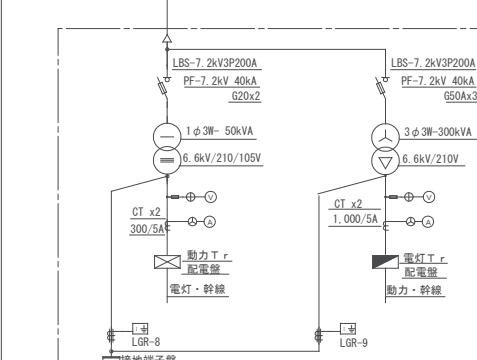 LBS-7.2kV3P200A
PF-7.2kV 40kA
G20x2
1φ3W- 50kVA
6.6kV/210/105V
V
CT x2
300/5A
A
動力Tr
配電盤
電灯・幹線
LGR-8
接地端子盤
LBS-7.2kV3P200A
PF-7.2kV 40kA
G50Ax3
3φ3W-300kVA
6.6kV/210V
V
CT x2
1,000/5A
A
電灯Tr
配電盤
動力・幹線
LGR-9